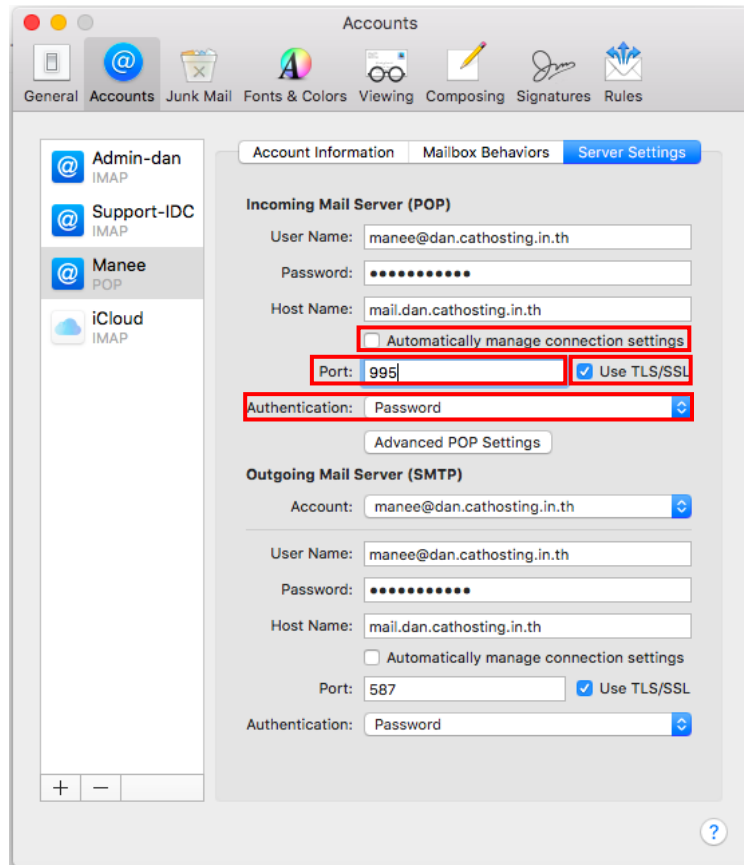 Accounts
General Accounts Junk Mail Fonts & Colors Viewing Composing Signatures Rules
Admin-dan
IMAP
Support-IDC
IMAP
Manee
POP
iCloud
IMAP
Account Information Mailbox Behaviors Server Settings
Incoming Mail Server (POP)
User Name: manee@dan.cathosting.in.th
Password: •••••••••••
Host Name: mail.dan.cathosting.in.th
Automatically manage connection settings
Port: 995 Use TLS/SSL
Authentication: Password
Advanced POP Settings
Outgoing Mail Server (SMTP)
Account: manee@dan.cathosting.in.th
User Name: manee@dan.cathosting.in.th
Password: •••••••••••
Host Name: mail.dan.cathosting.in.th
Automatically manage connection settings
Port: 587 Use TLS/SSL
Authentication: Password
+ −
?